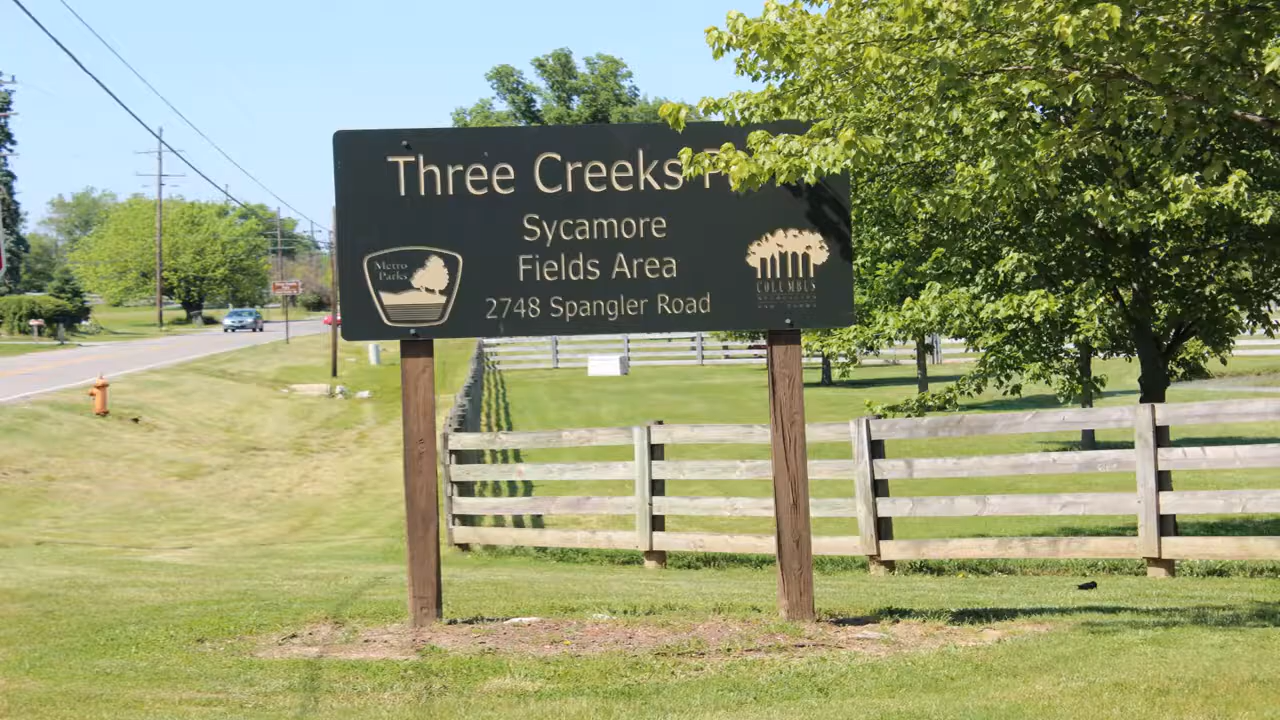 Three Creeks P
Sycamore
Fields Area
2748 Spangler Road
Metro
Parks
COLUMBUS